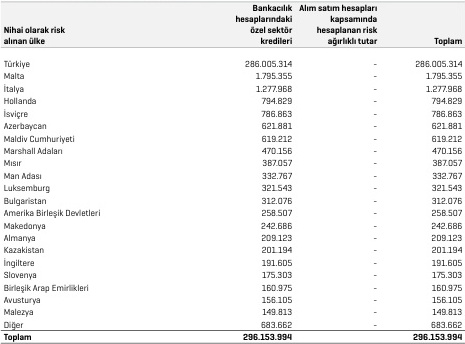 Nihai olarak risk alınan ülke | Bankacılık hesaplarındaki özel sektör kredileri | Alım satım hesapları kapsamında hesaplanan risk ağırlıklı tutar | Toplam
Türkiye 286.005.314 - 286.005.314
Malta 1.795.355 - 1.795.355
İtalya 1.277.968 - 1.277.968
Hollanda 794.829 - 794.829
İsviçre 786.863 - 786.863
Azerbaycan 621.881 - 621.881
Maldiv Cumhuriyeti 619.212 - 619.212
Marshall Adaları 470.156 - 470.156
Mısır 387.057 - 387.057
Man Adası 332.767 - 332.767
Luksemburg 321.543 - 321.543
Bulgaristan 312.076 - 312.076
Amerika Birleşik Devletleri 258.507 - 258.507
Makedonya 242.686 - 242.686
Almanya 209.123 - 209.123
Kazakistan 201.194 - 201.194
İngiltere 191.605 - 191.605
Slovenya 175.303 - 175.303
Birleşik Arap Emirlikleri 160.975 - 160.975
Avusturya 156.105 - 156.105
Malezya 149.813 - 149.813
Diğer 683.662 - 683.662
Toplam 296.153.994 296.153.994